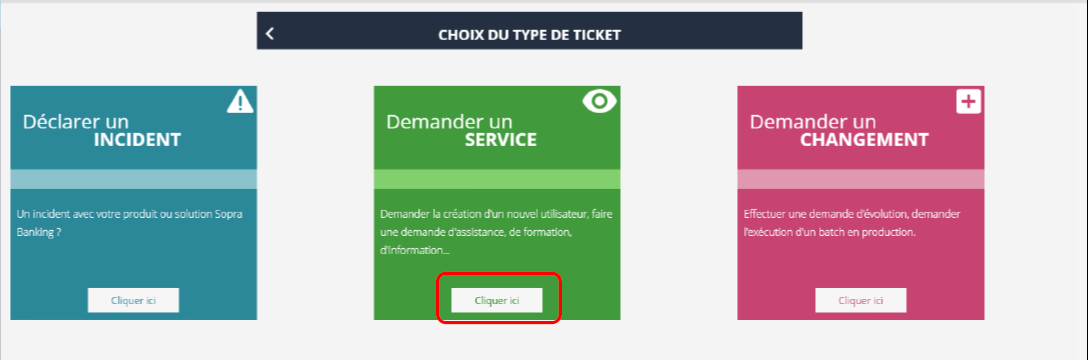 CHOIX DU TYPE DE TICKET
Déclarer un
INCIDENT
Un incident avec votre produit ou solution Sopra
Banking ?
Cliquer ici
Demander un
SERVICE
Demander la création d'un nouvel utilisateur, faire
une demande d'assistance, de formation,
d'information...
Cliquer ici
Demander un
CHANGEMENT
Effectuer une demande d'évolution, demander
l'exécution d'un batch en production.
Cliquer ici